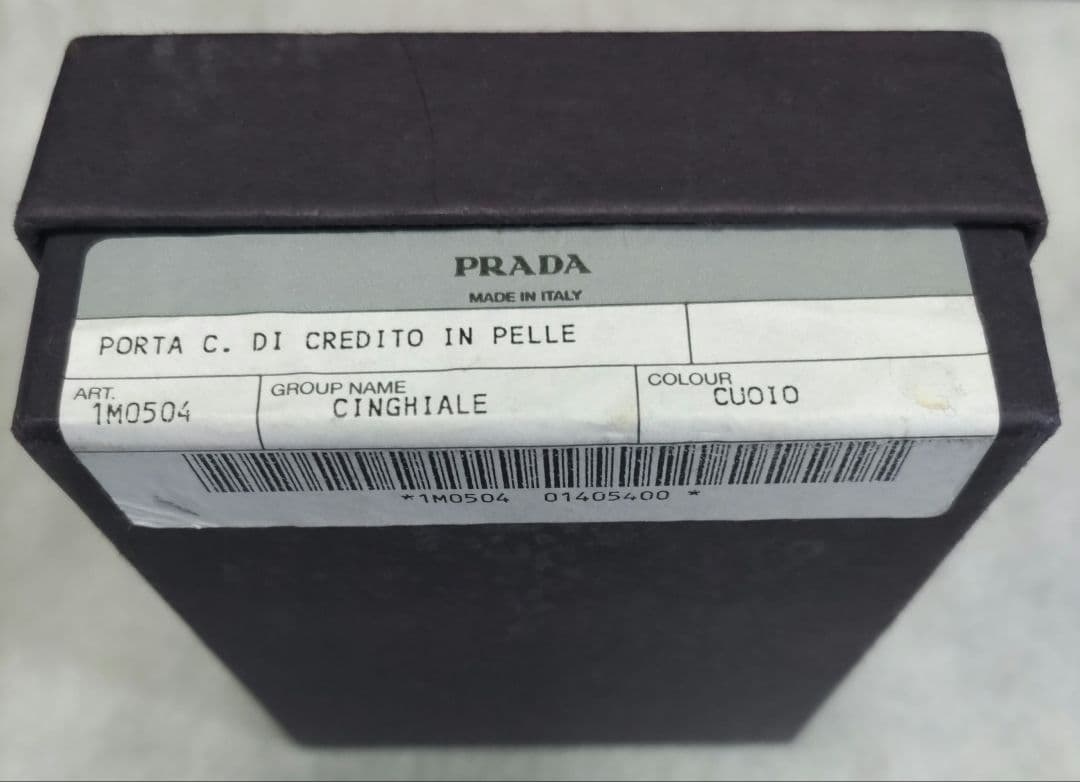 PRADA
MADE IN ITALY
PORTA C. DI CREDITO IN PELLE
ART.
1M0504
GROUP NAME
CINGHIALE
COLOUR
CUOIO
*1M0504 01405400 *